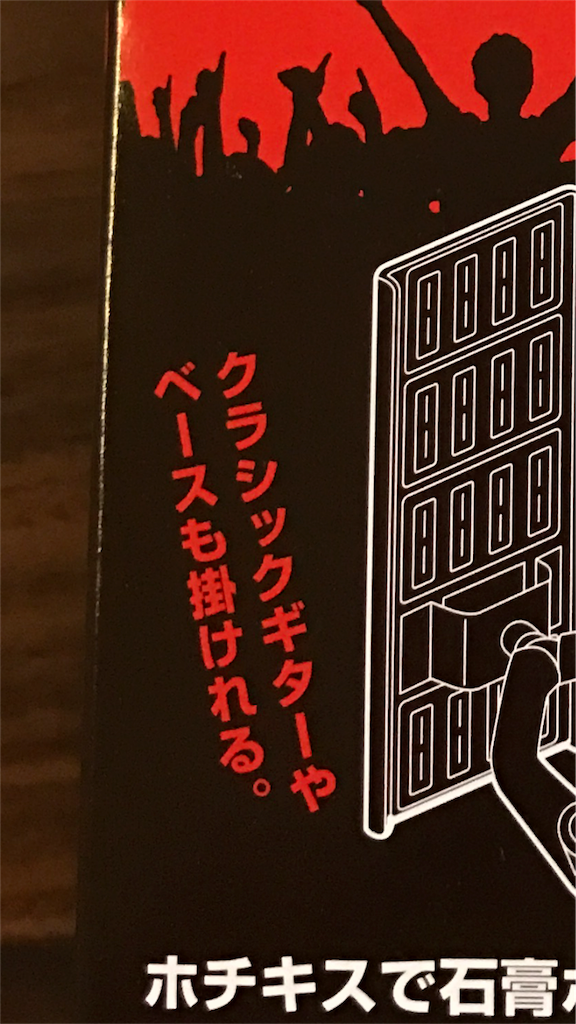 クラシックギターや
ベースも掛けれる。
ホチキスで石膏